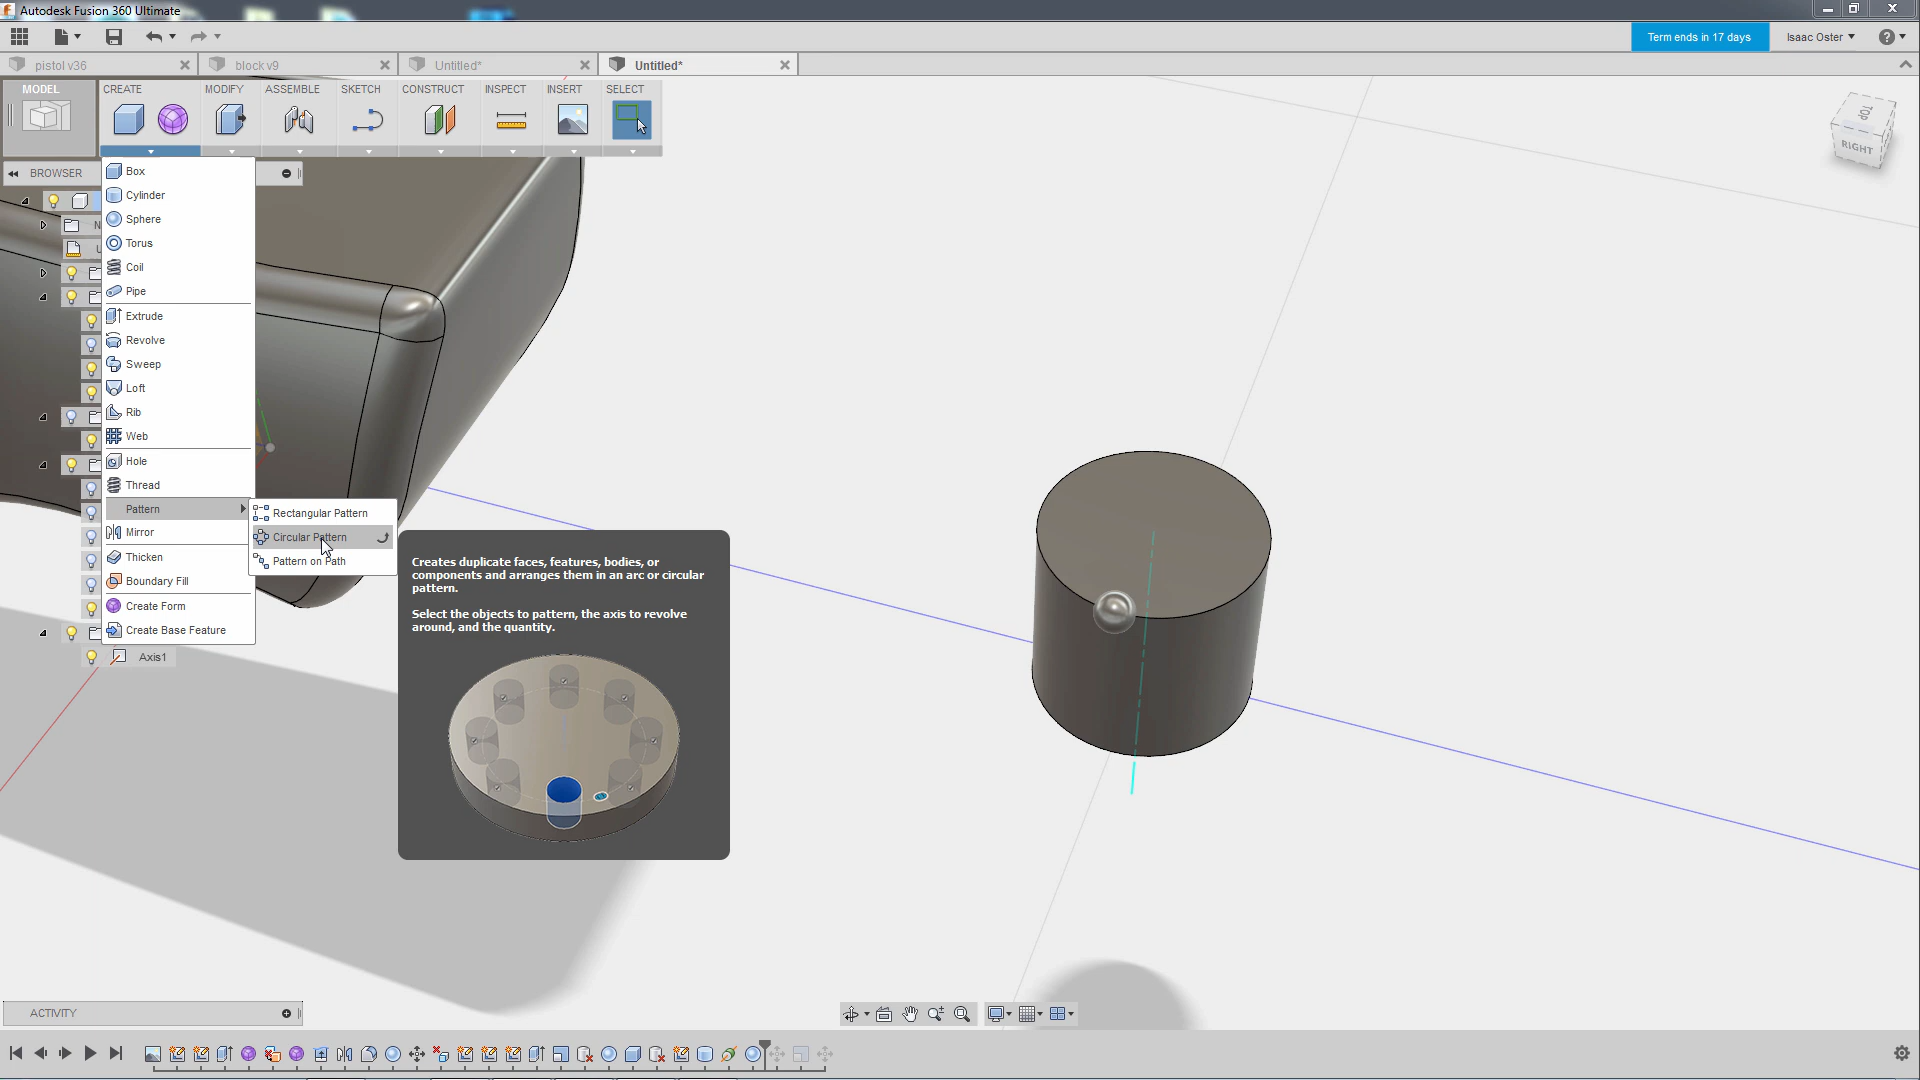 Autodesk Fusion 360 Ultimate
Term ends in 17 days
Isaac Oster
pistol v36
block v9
Untitled*
Untitled*
MODEL
CREATE
MODIFY
ASSEMBLE
SKETCH
CONSTRUCT
INSPECT
INSERT
SELECT
TOP
RIGHT
BROWSER
N
U
Box
Cylinder
Sphere
Torus
Coil
Pipe
Extrude
Revolve
Sweep
Loft
Rib
Web
Hole
Thread
Pattern
Mirror
Thicken
Boundary Fill
Create Form
Create Base Feature
Axis1
Rectangular Pattern
Circular Pattern
Pattern on Path
Creates duplicate faces, features, bodies, or
components and arranges them in an arc or circular
pattern.
Select the objects to pattern, the axis to revolve
around, and the quantity.
ACTIVITY